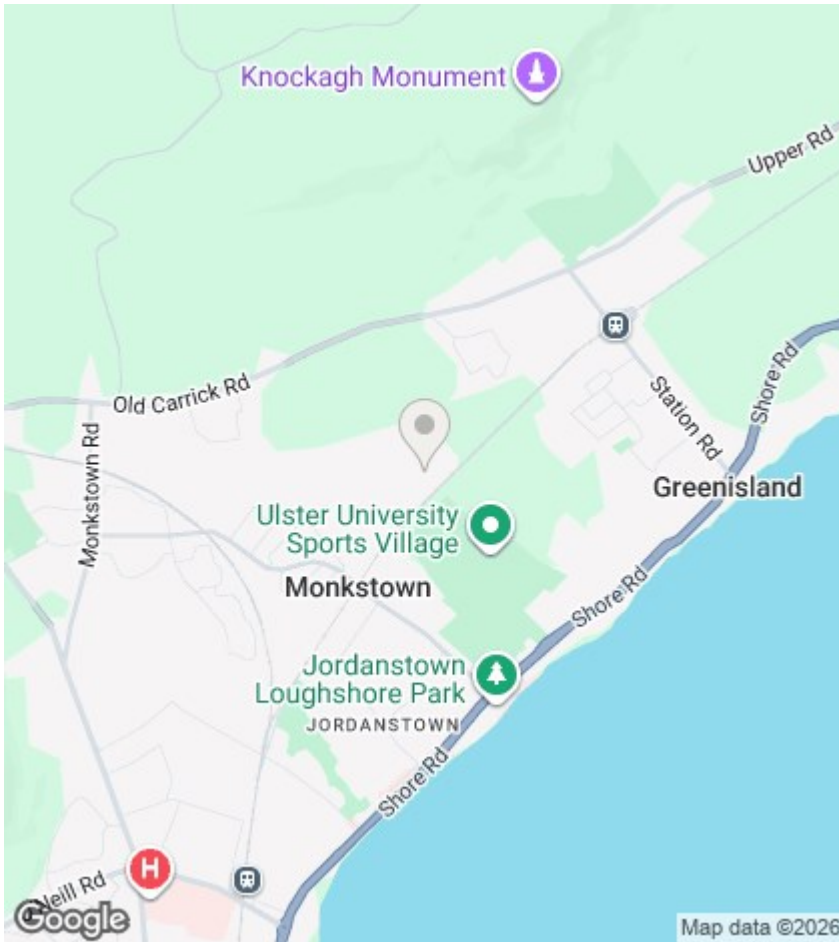 Knockagh Monument
Upper Rd
Old Carrick Rd
Monkstown Rd
Station Rd
Shore Rd
Greenisland
Ulster University
Sports Village
Monkstown
Shore Rd
Jordanstown
Loughshore Park
JORDANSTOWN
Shore Rd
H
Neill Rd
Google
Map data ©2026